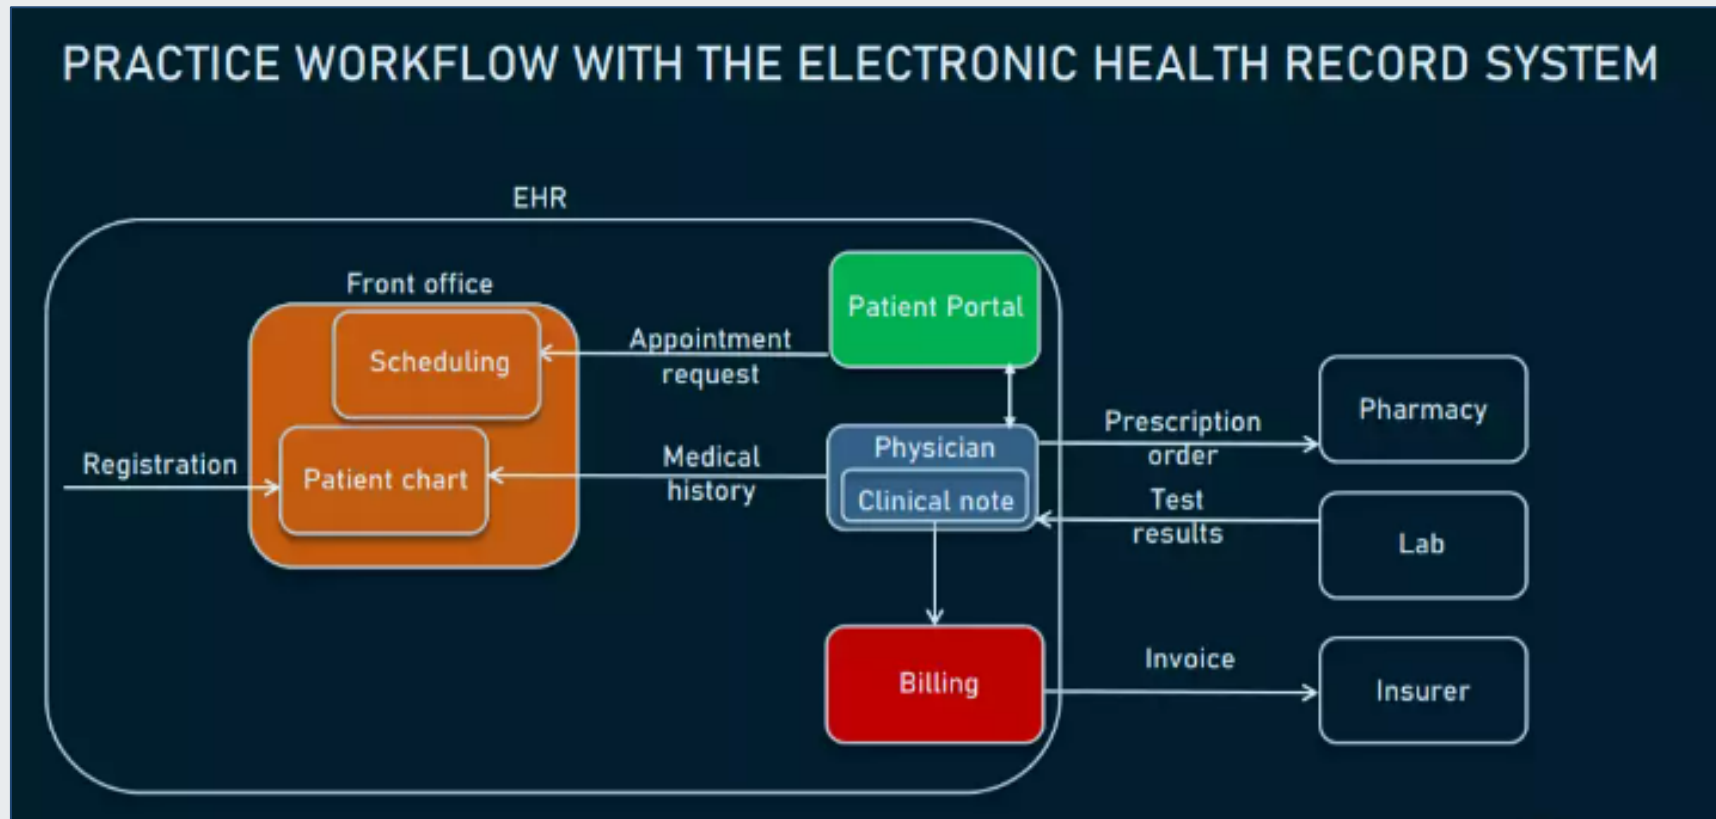 PRACTICE WORKFLOW WITH THE ELECTRONIC HEALTH RECORD SYSTEM
EHR
Front office
Scheduling
Patient chart
Registration
Appointment
request
Medical
history
Patient Portal
Physician
Clinical note
Billing
Prescription
order
Test
results
Invoice
Pharmacy
Lab
Insurer